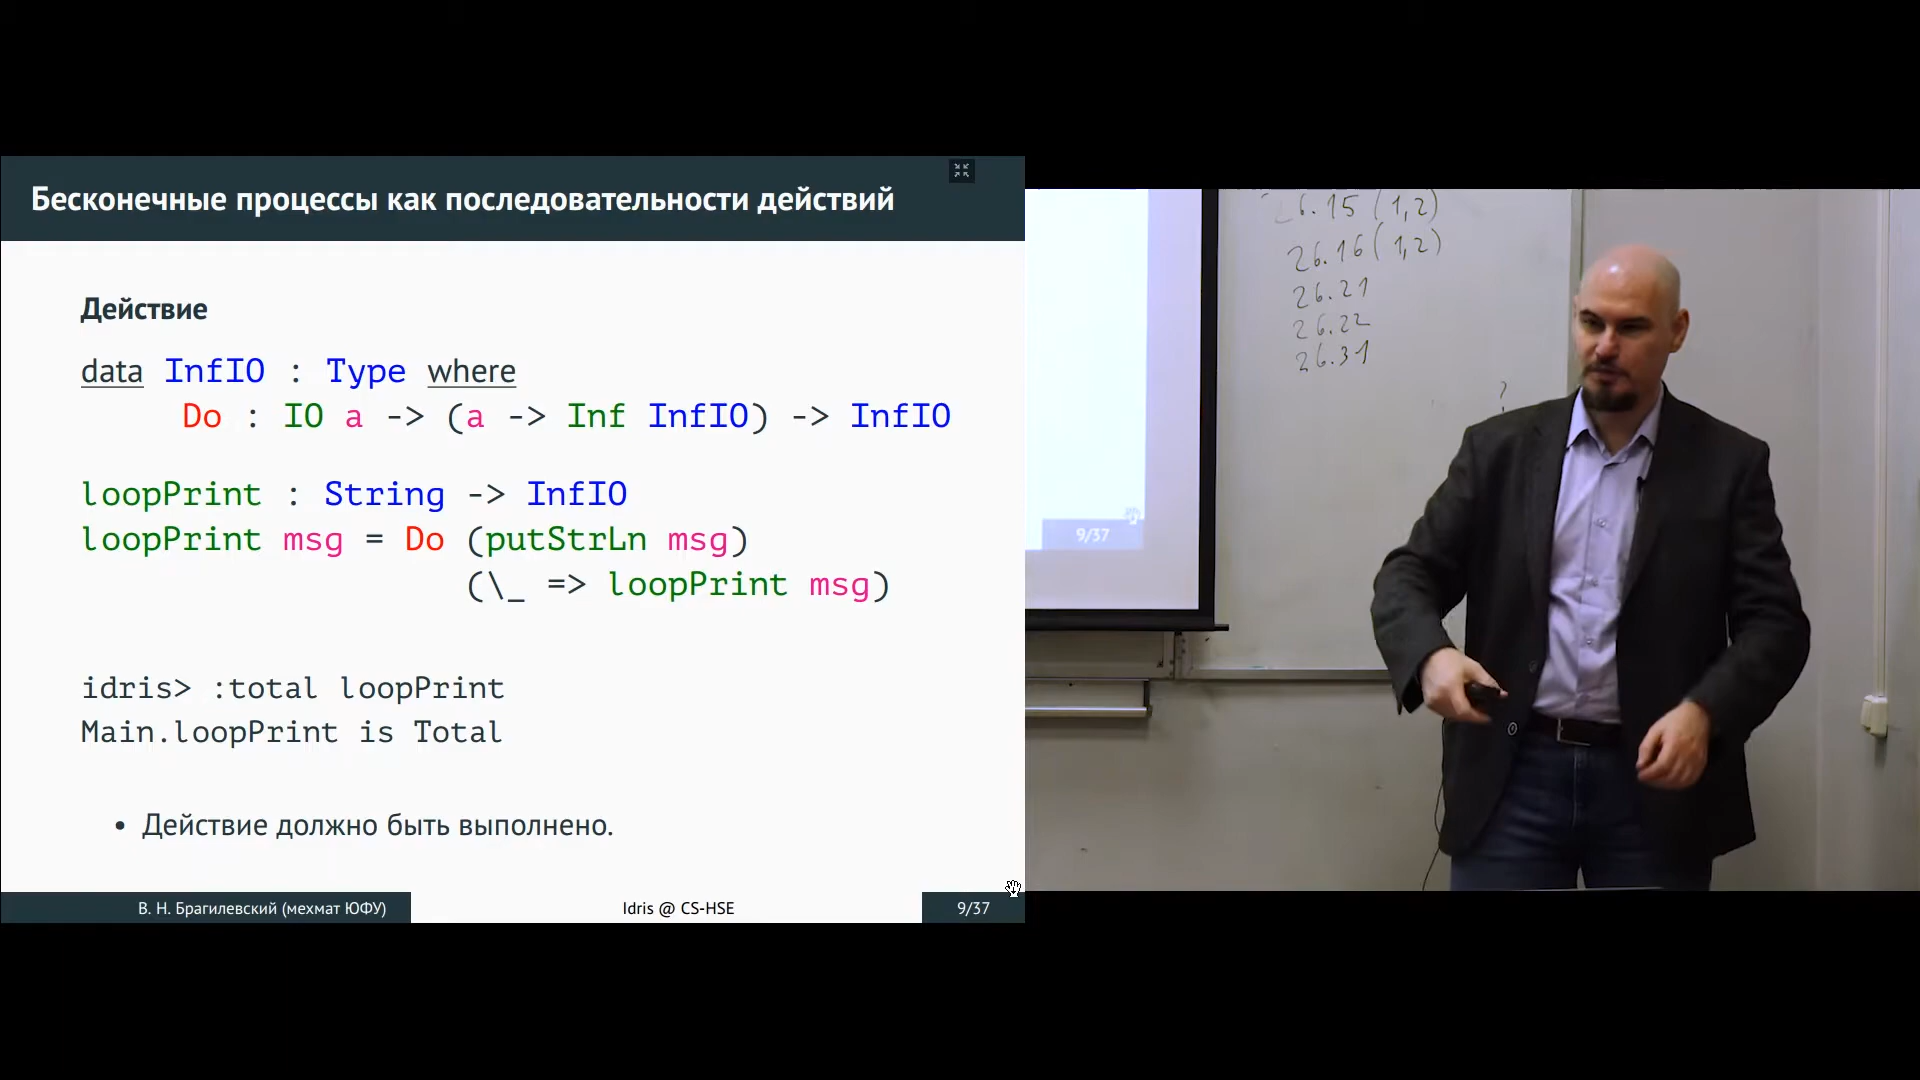 Бесконечные процессы как последовательности действий
Действие
data InfIO : Type where
Do : IO a -> (a -> Inf InfIO) -> InfIO
loopPrint : String -> InfIO
loopPrint msg = Do (putStrLn msg)
(\_ => loopPrint msg)
idris> :total loopPrint
Main.loopPrint is Total
• Действие должно быть выполнено.
В. Н. Брагилевский (мехмат ЮФУ)
Idris @ CS-HSE
9/37
26.15 (1,2)
26.16 (1,2)
26.21
26.22
26.31
?
9/37